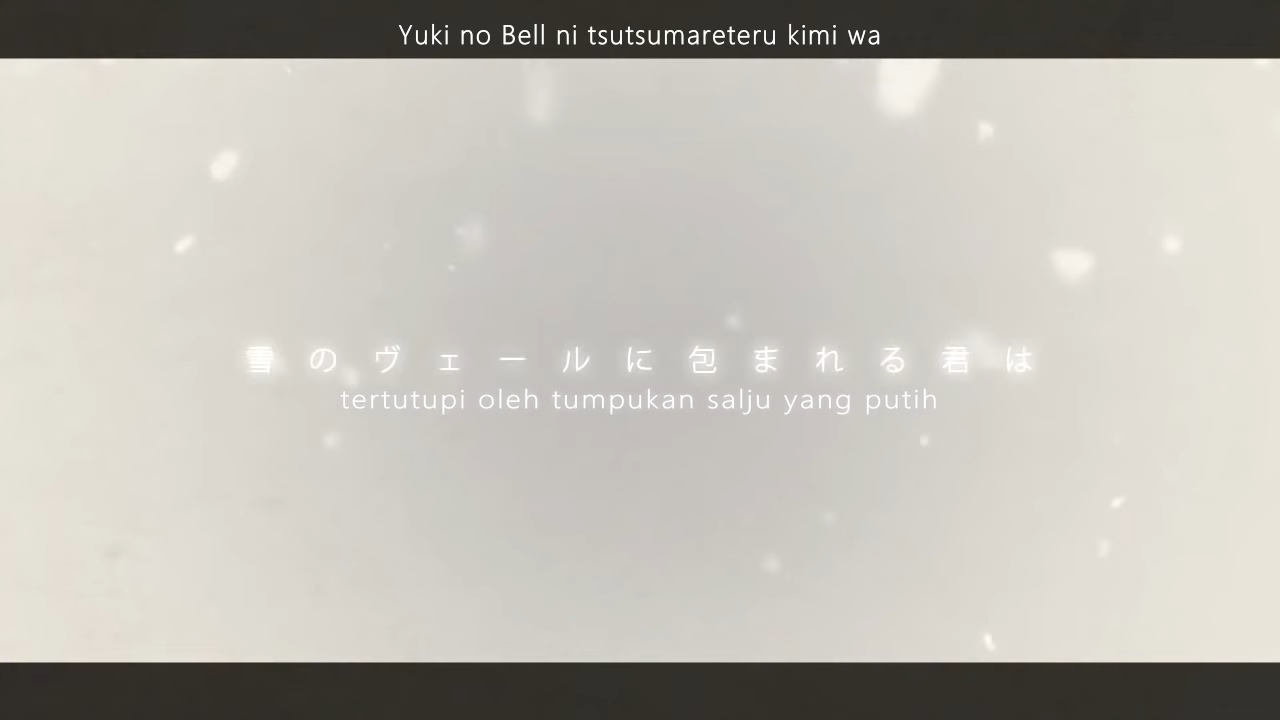 Yuki no Bell ni tsutsumareteru kimi wa
雪のヴェールに包まれる君は
tertutupi oleh tumpukan salju yang putih